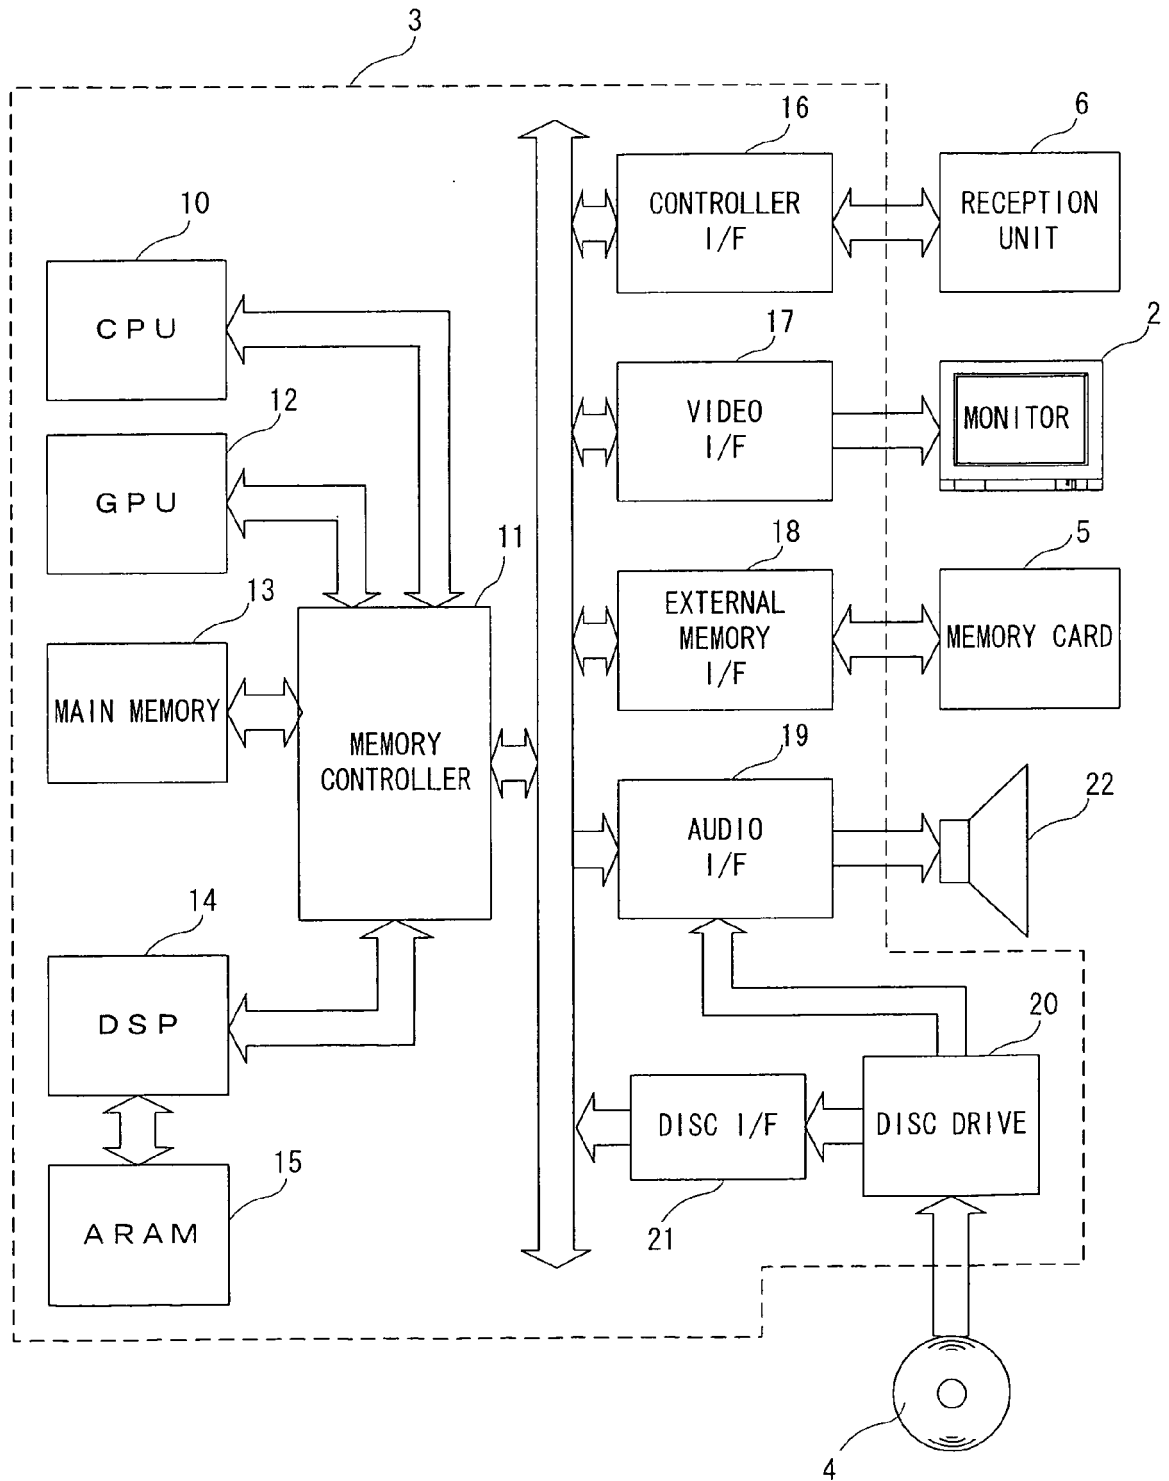 3
16
6
CONTROLLER
I/F
RECEPTION
UNIT
10
CPU
17
2
VIDEO
I/F
MONITOR
12
GPU
11
18
5
EXTERNAL
MEMORY
I/F
MEMORY CARD
13
MAIN MEMORY
MEMORY
CONTROLLER
19
22
AUDIO
I/F
14
DSP
20
DISC I/F
DISC DRIVE
21
15
ARAM
4